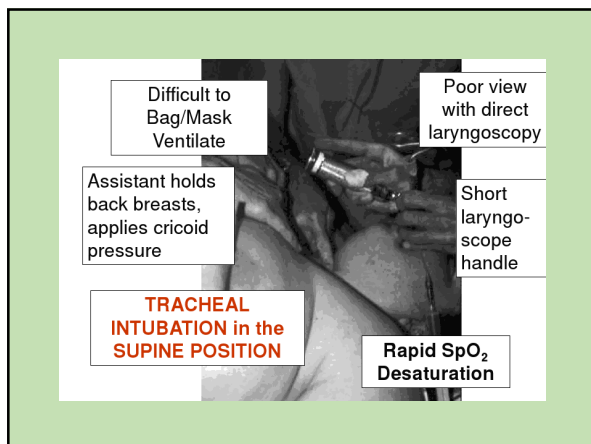 Difficult to
Bag/Mask
Ventilate
Poor view
with direct
laryngoscopy
Assistant holds
back breasts,
applies cricoid
pressure
Short
laryngo-
scope
handle
TRACHEAL
INTUBATION in the
SUPINE POSITION
Rapid SpO₂
Desaturation